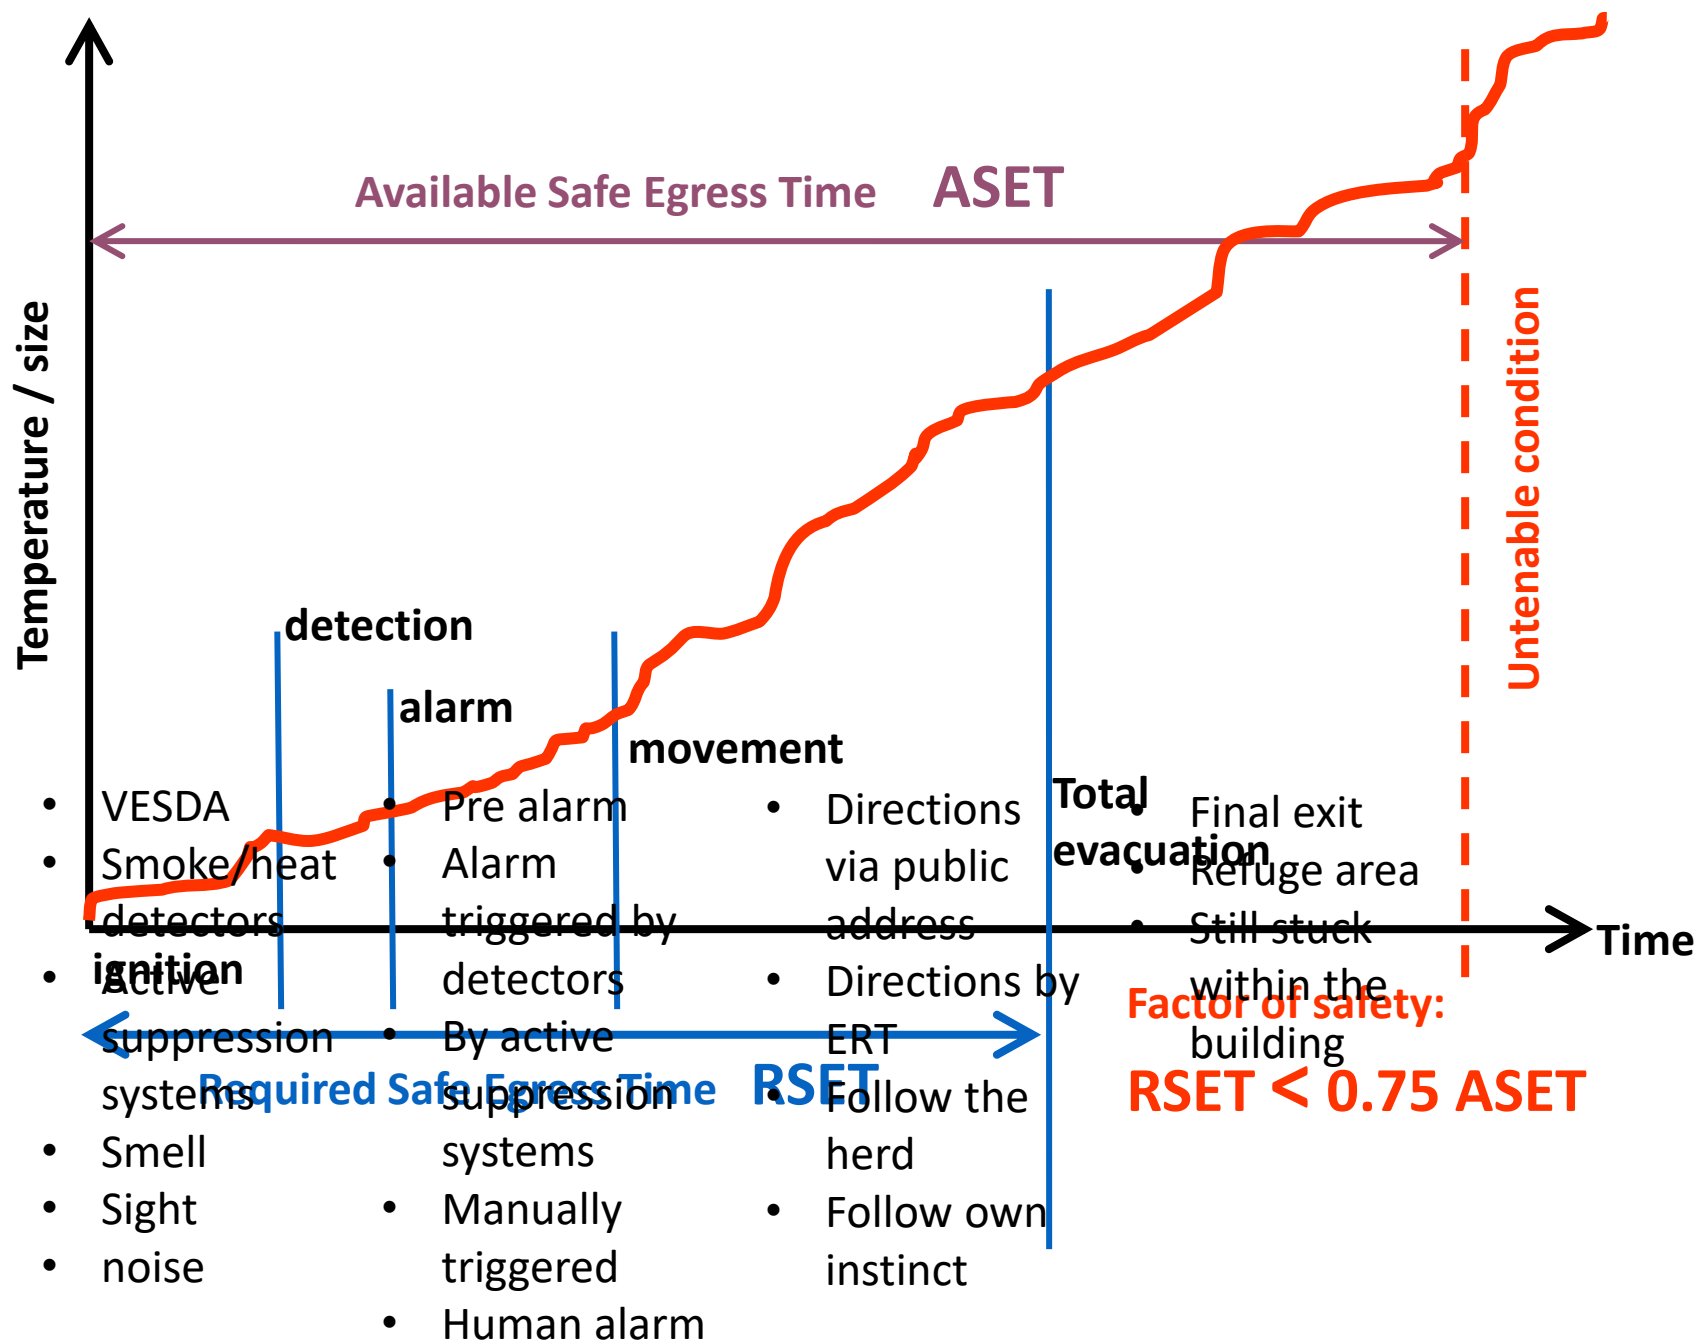 Available Safe Egress Time ASET
Temperature / size
Untenable condition
detection
alarm
movement
Total
evacuation
ignition
Time
• VESDA
• Smoke/heat
detectors
• Active
suppression
systems
• Smell
• Sight
• noise
• Pre alarm
• Alarm
triggered by
detectors
• By active
suppression
systems
• Manually
triggered
• Human alarm
• Directions
via public
address
• Directions by
ERT
• Follow the
herd
• Follow own
instinct
• Final exit
• Refuge area
• Still stuck
within the
building
Required Safe Egress Time RSET
Factor of safety:
RSET < 0.75 ASET